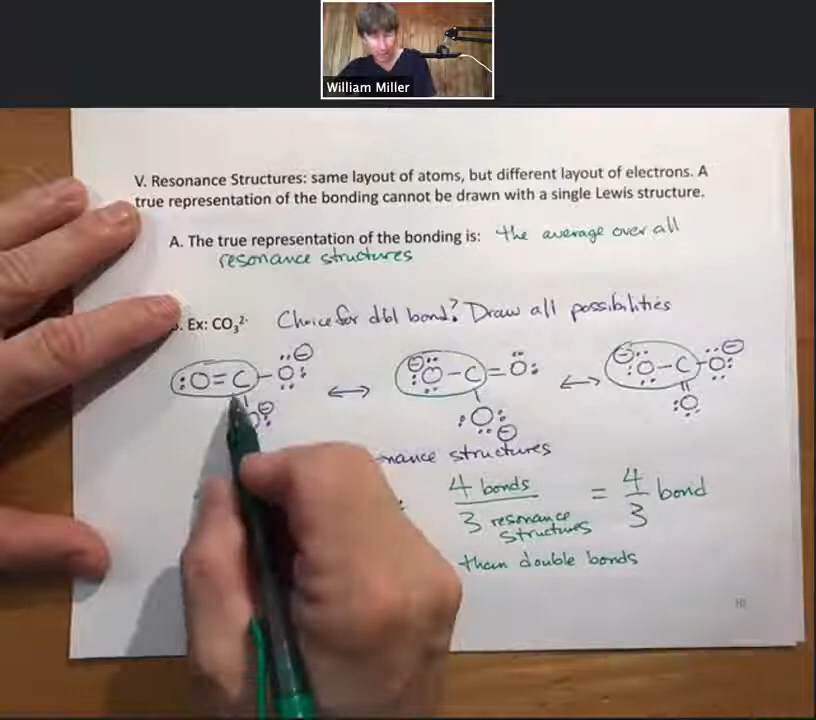 William Miller
V. Resonance Structures: same layout of atoms, but different layout of electrons. A
true representation of the bonding cannot be drawn with a single Lewis structure.
A. The true representation of the bonding is: the average over all
resonance structures
. Ex: CO₃²⁻ Choice for dbl bond? Draw all possibilities
:O=C-O: ⟷ :O-C=O: ⟷ :O-C-O:
O :O: :O:
nance structures
: 4 bonds / 3 resonance structures = 4/3 bond
than double bonds
10